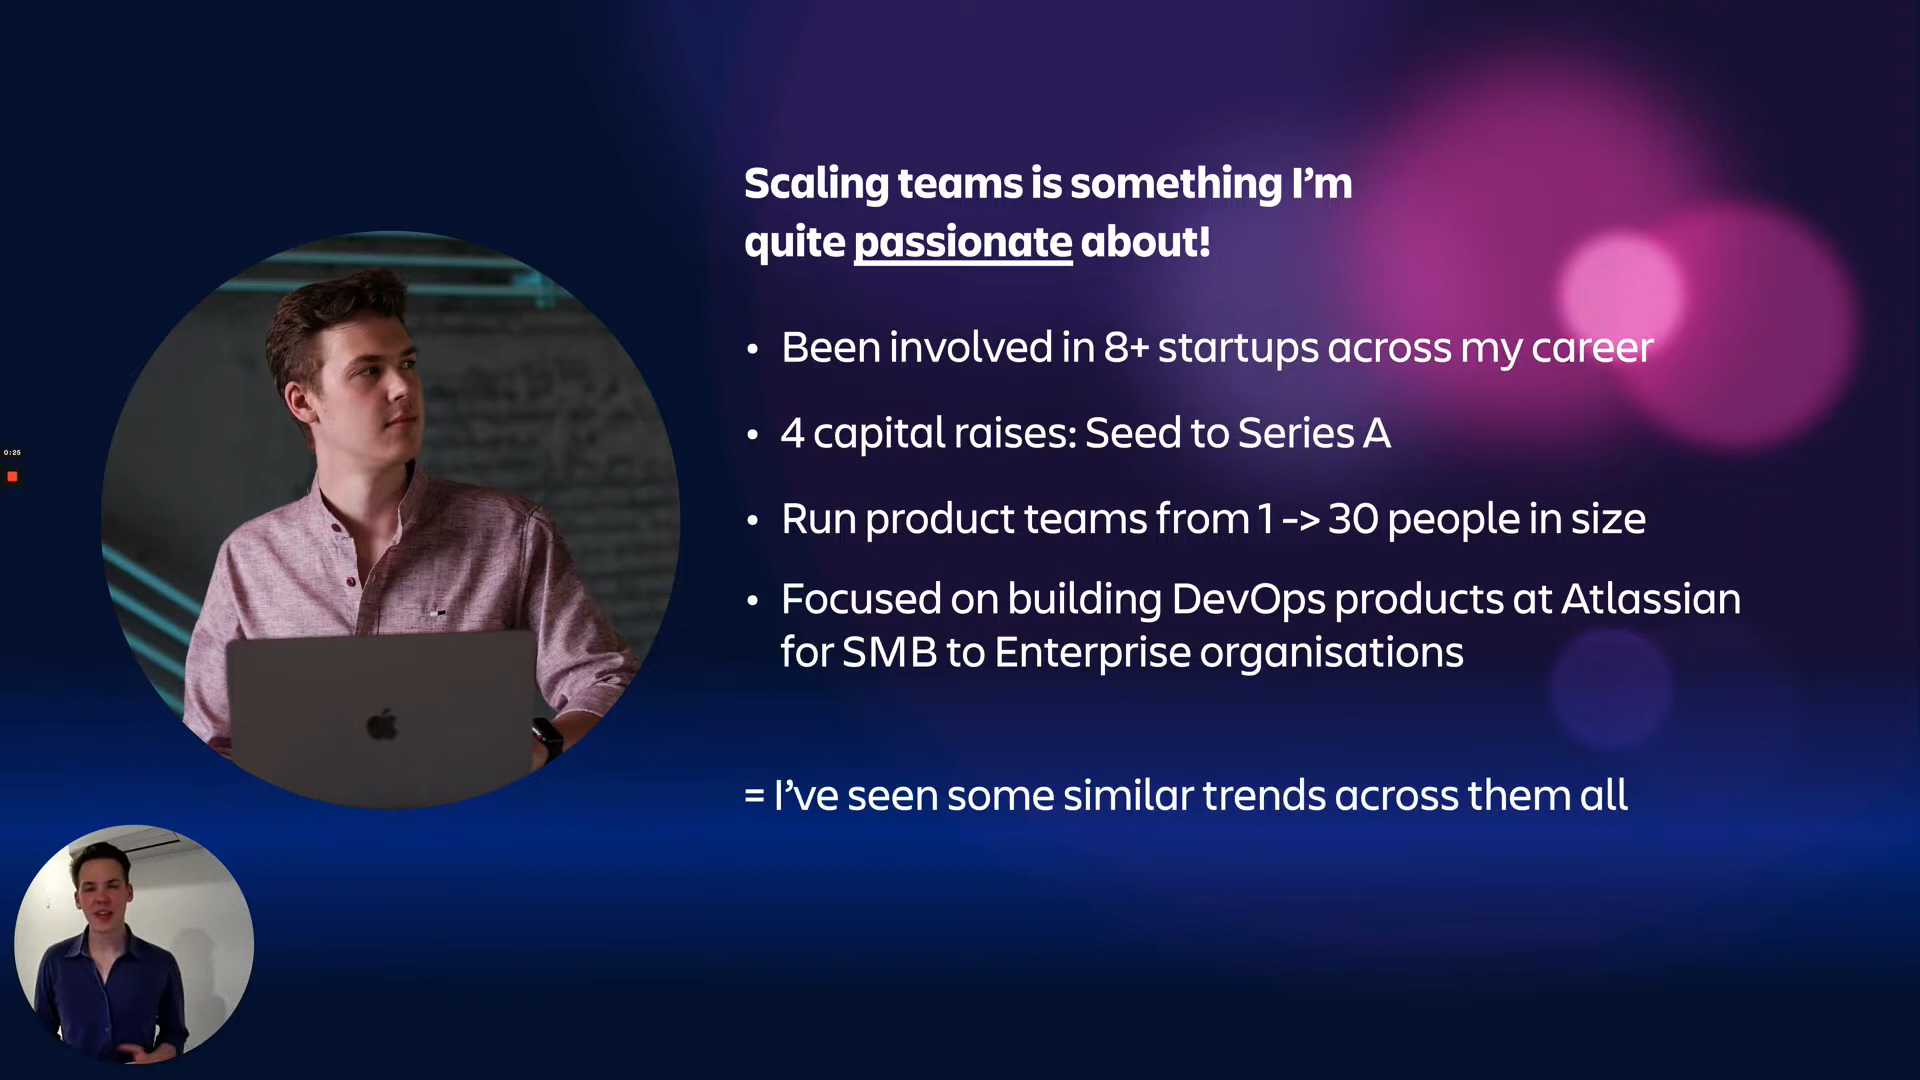 Scaling teams is something I’m
quite passionate about!
• Been involved in 8+ startups across my career
• 4 capital raises: Seed to Series A
• Run product teams from 1 -> 30 people in size
• Focused on building DevOps products at Atlassian
for SMB to Enterprise organisations
0:25
= I’ve seen some similar trends across them all